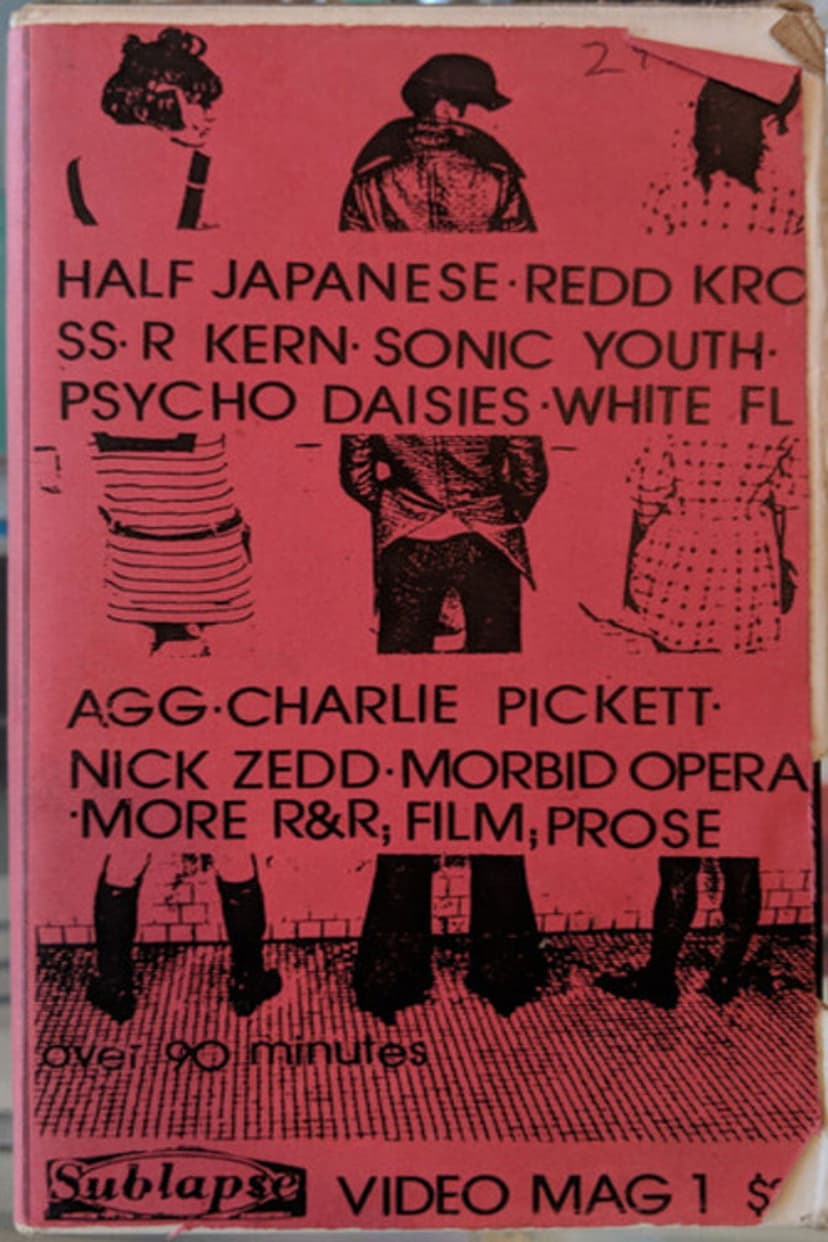 HALF JAPANESE·REDD KRO
SS·R KERN·SONIC YOUTH·
PSYCHO DAISIES·WHITE FL
AGG·CHARLIE PICKETT·
NICK ZEDD·MORBID OPERA
·MORE R&R; FILM; PROSE
over 90 minutes
Sublapse VIDEO MAG 1 $